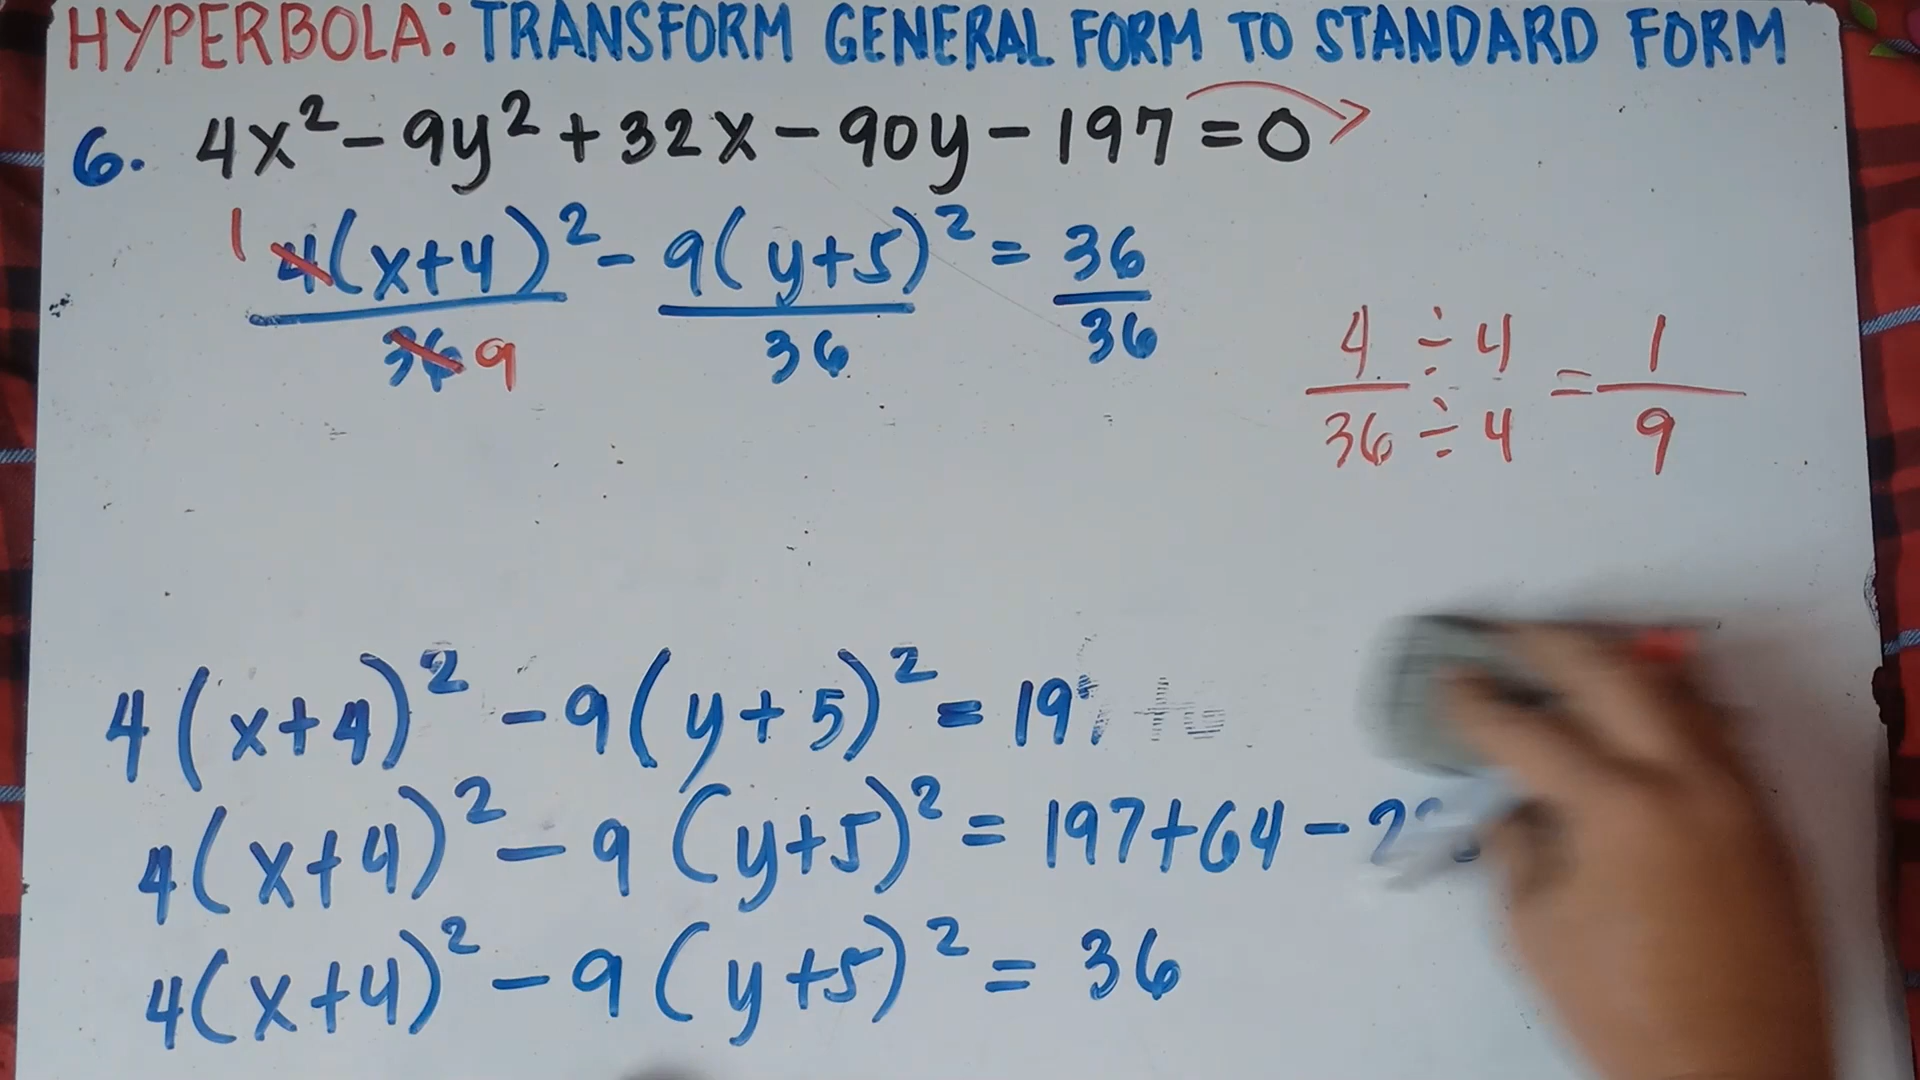 HYPERBOLA: TRANSFORM GENERAL FORM TO STANDARD FORM
6. 4x² - 9y² + 32x - 90y - 197 = 0
1 4(x+4)² - 9(y+5)² = 36
36 9 36 36
4 ÷ 4 = 1
36 ÷ 4 9
4(x+4)² - 9(y+5)² = 19
4(x+4)² - 9(y+5)² = 197+64-2
4(x+4)² - 9(y+5)² = 36